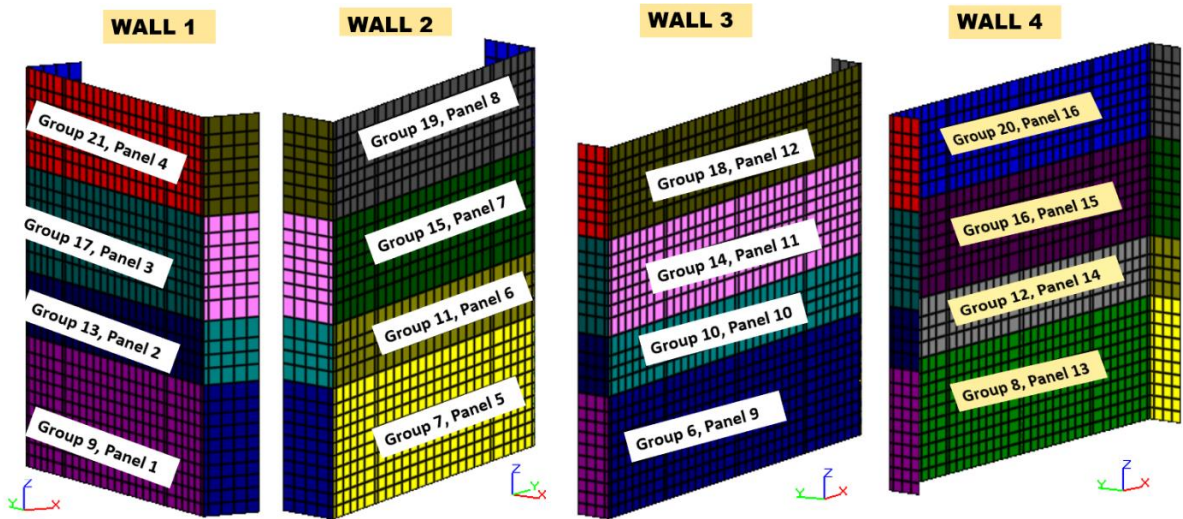 WALL 1
Group 21, Panel 4
Group 17, Panel 3
Group 13, Panel 2
Group 9, Panel 1
Z
Y
X
WALL 2
Group 19, Panel 8
Group 15, Panel 7
Group 11, Panel 6
Group 7, Panel 5
Z
Y
X
WALL 3
Group 18, Panel 12
Group 14, Panel 11
Group 10, Panel 10
Group 6, Panel 9
Z
Y
X
WALL 4
Group 20, Panel 16
Group 16, Panel 15
Group 12, Panel 14
Group 8, Panel 13
Z
Y
X